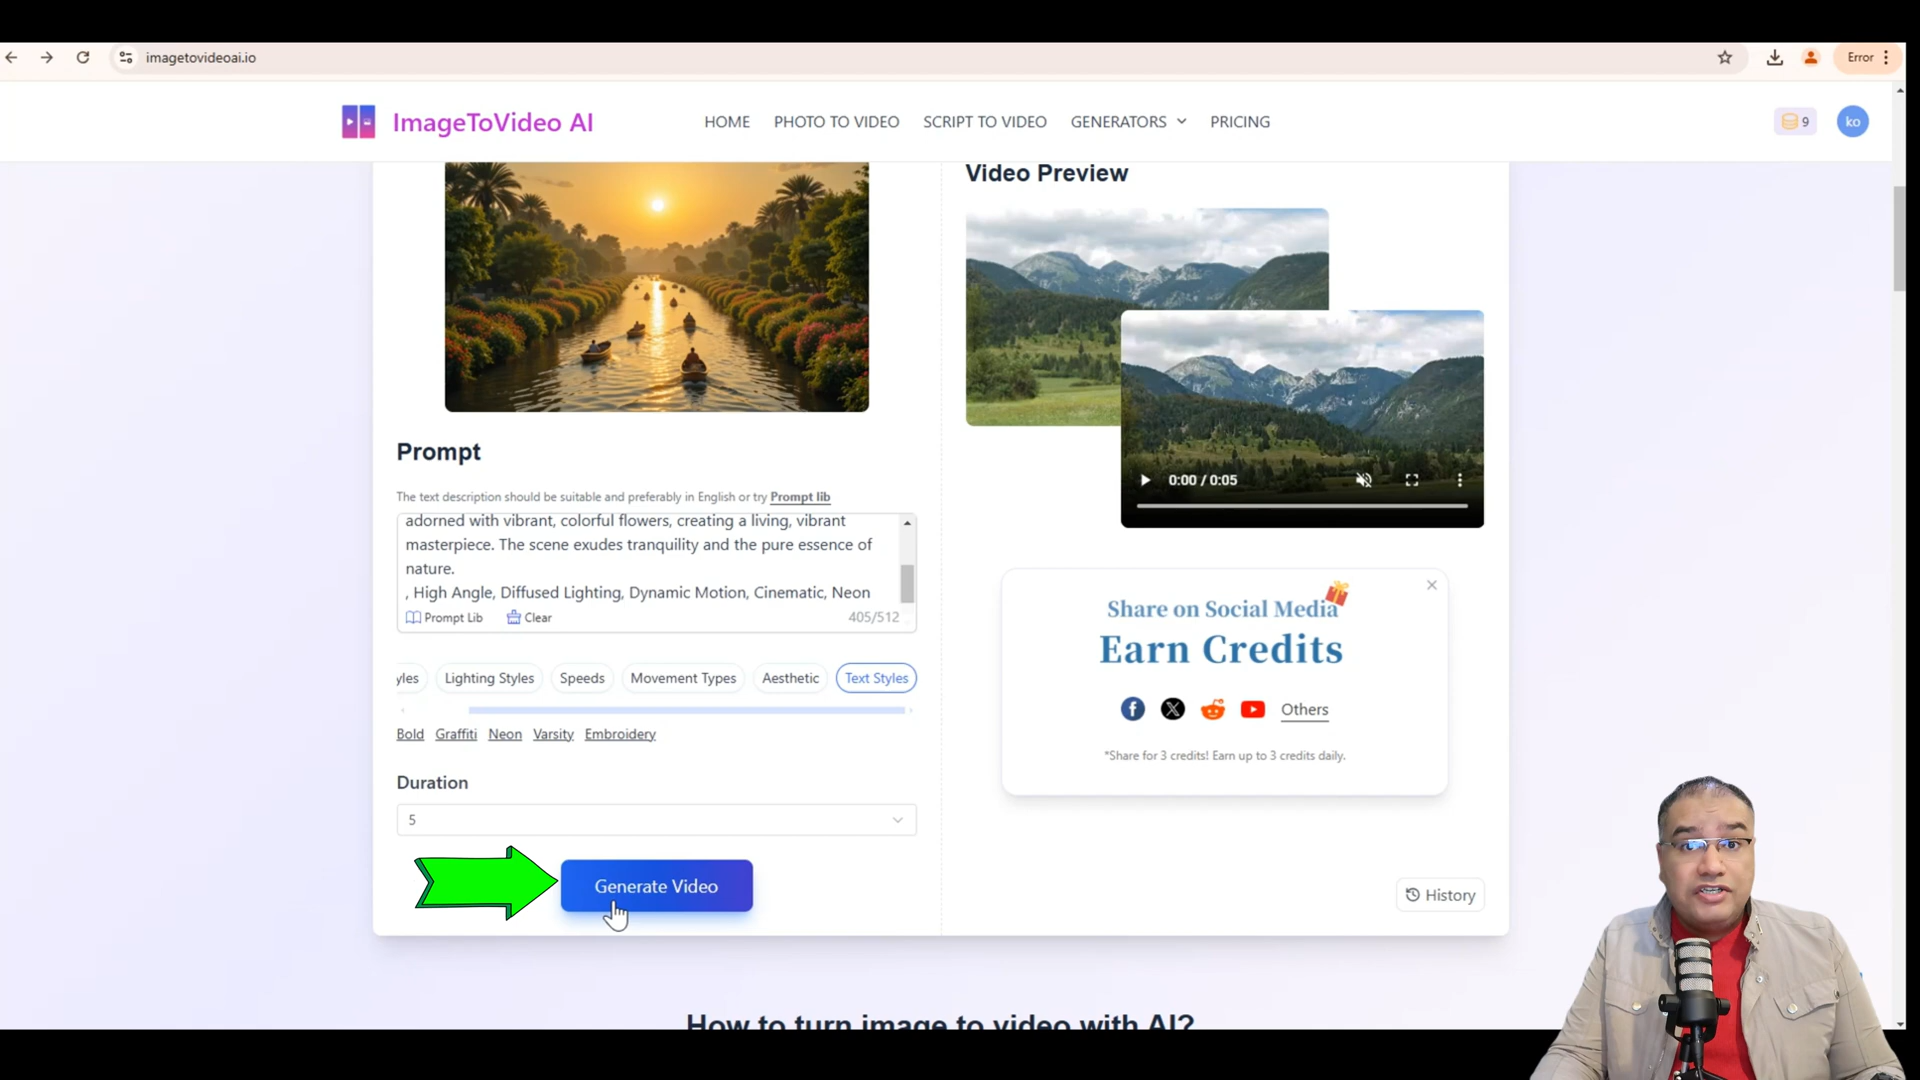 imagetovideoai.io
Error
ImageToVideo AI
HOME
PHOTO TO VIDEO
SCRIPT TO VIDEO
GENERATORS
PRICING
9
ko
Video Preview
0:00 / 0:05
Prompt
The text description should be suitable and preferably in English or try Prompt lib
adorned with vibrant, colorful flowers, creating a living, vibrant
masterpiece. The scene exudes tranquility and the pure essence of
nature.
, High Angle, Diffused Lighting, Dynamic Motion, Cinematic, Neon
Prompt Lib
Clear
405/512
yles
Lighting Styles
Speeds
Movement Types
Aesthetic
Text Styles
Bold
Graffiti
Neon
Varsity
Embroidery
Duration
5
Generate Video
Share on Social Media
Earn Credits
Others
*Share for 3 credits! Earn up to 3 credits daily.
History
How to turn image to video with AI?